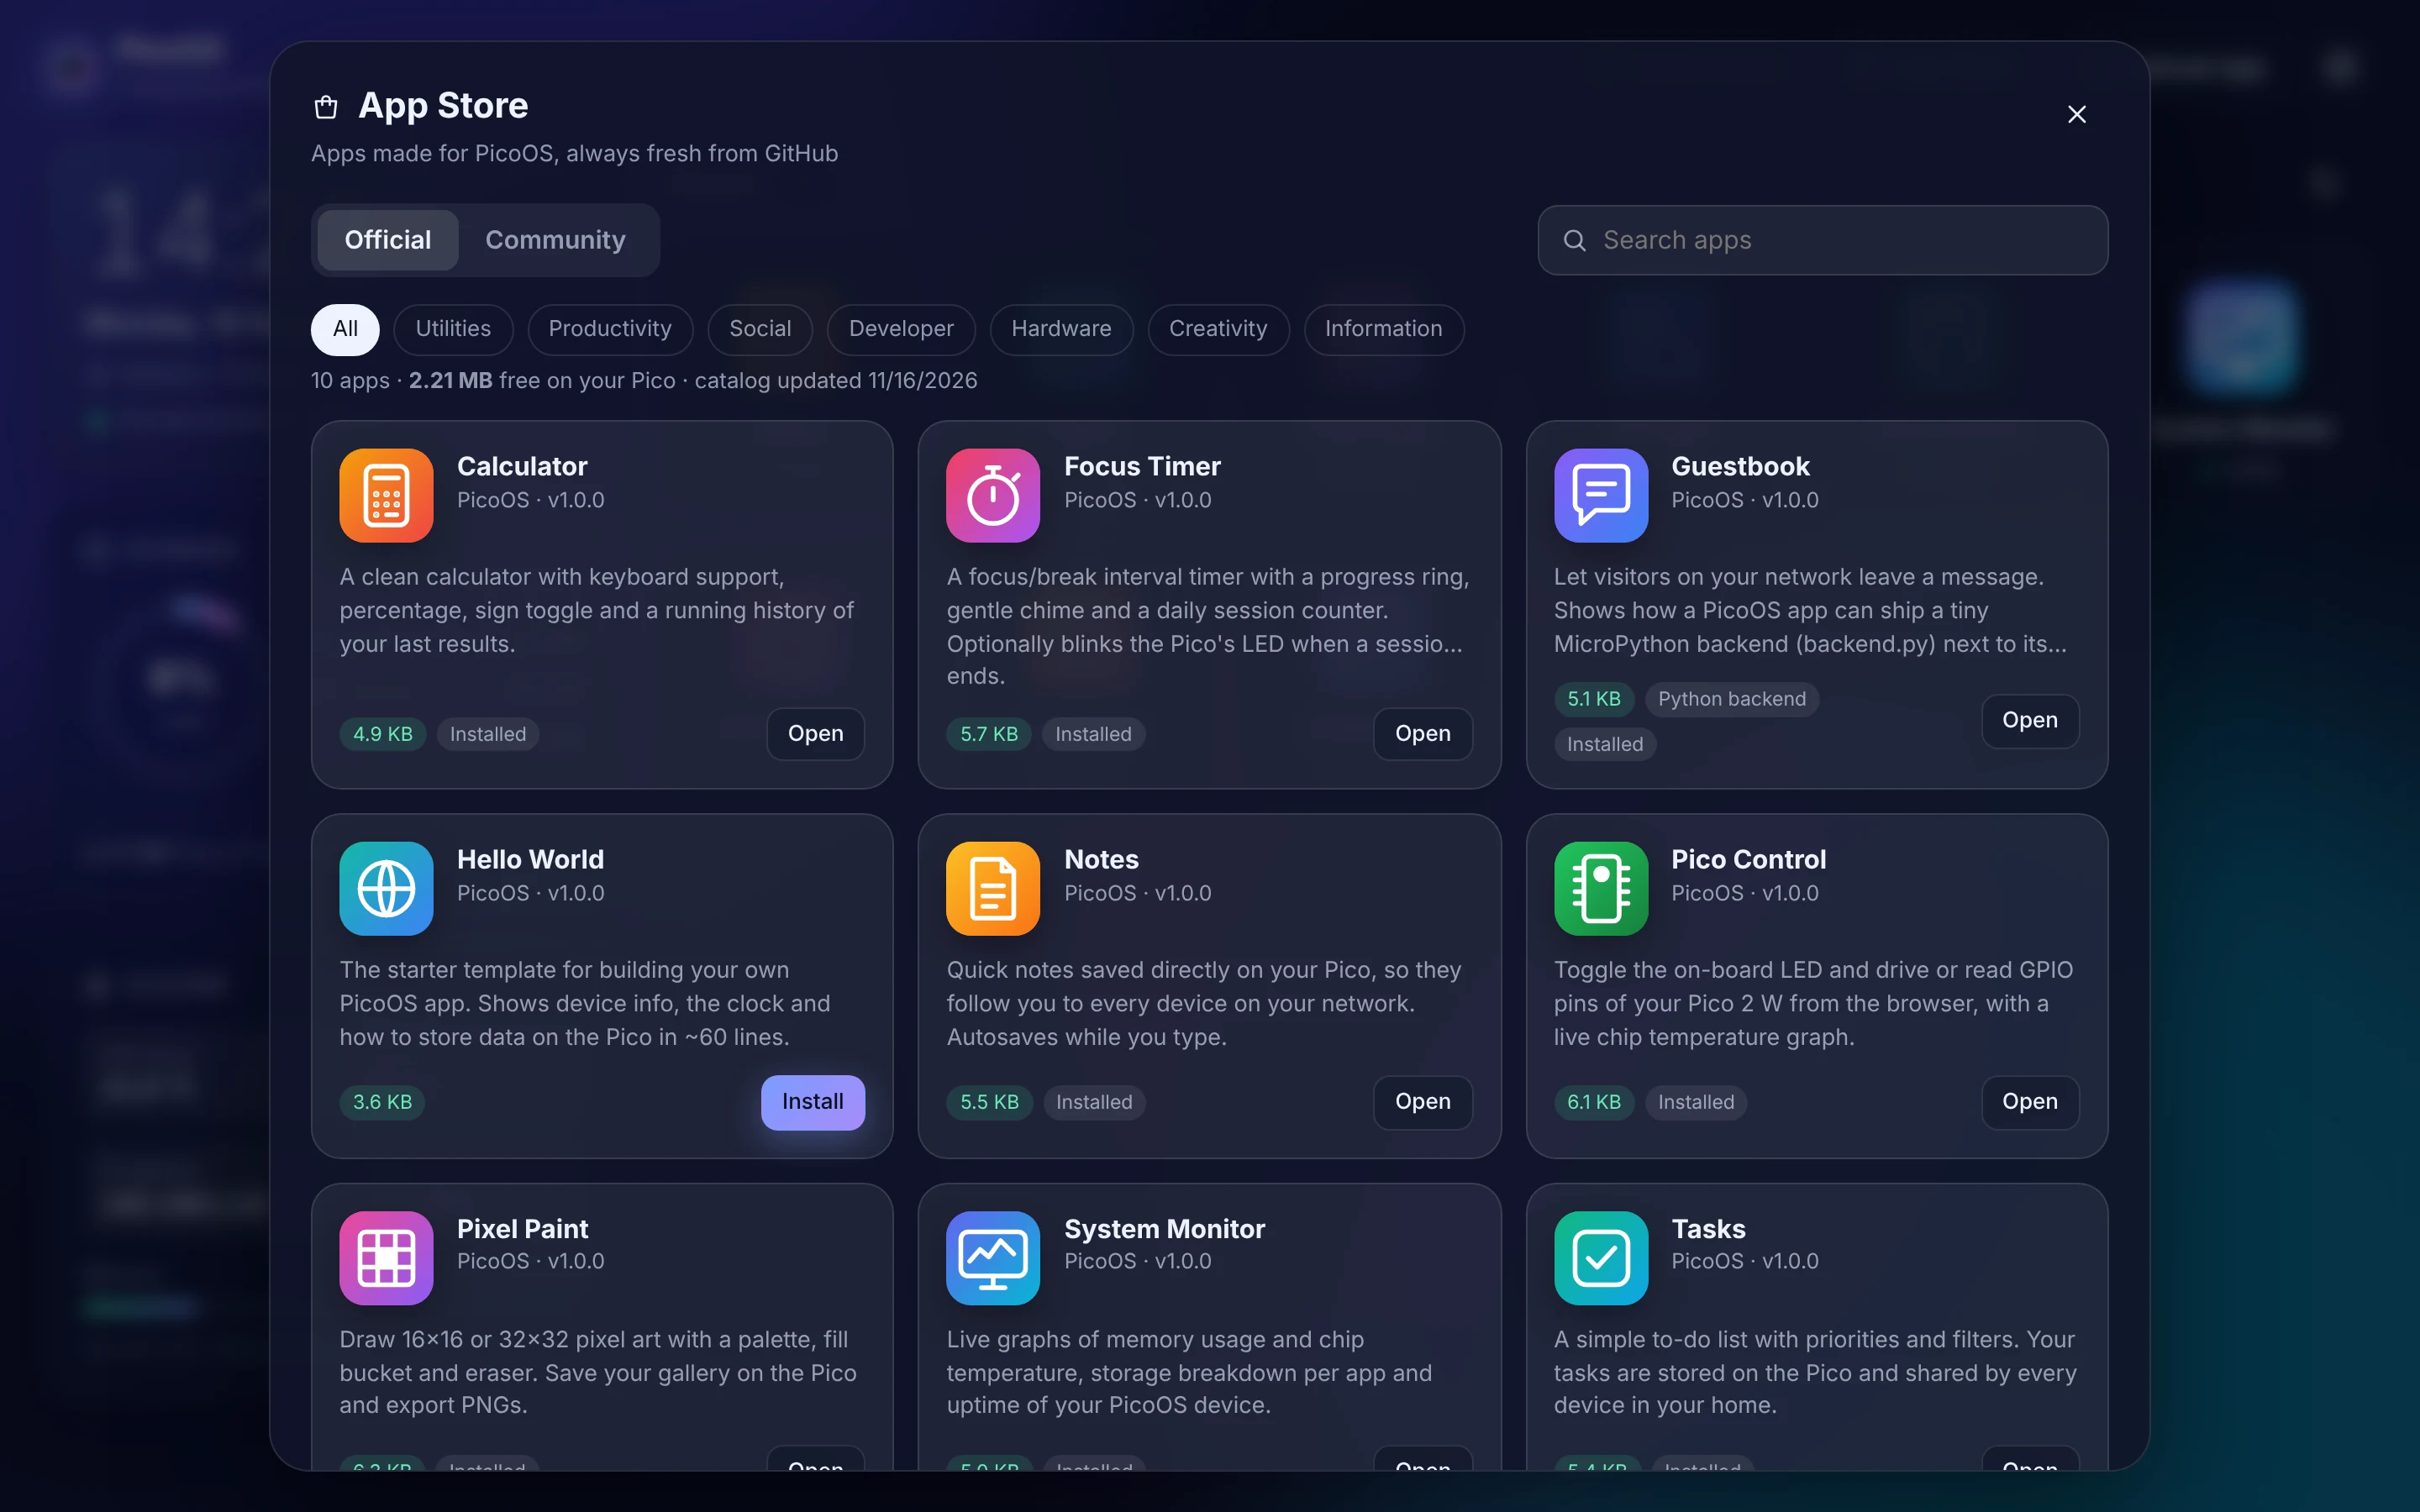 App Store
Apps made for PicoOS, always fresh from GitHub
Official
Community
Search apps
All
Utilities
Productivity
Social
Developer
Hardware
Creativity
Information
10 apps · 2.21 MB free on your Pico · catalog updated 11/16/2026
Calculator
PicoOS · v1.0.0
A clean calculator with keyboard support,
percentage, sign toggle and a running history of
your last results.
4.9 KB
Installed
Open
Focus Timer
PicoOS · v1.0.0
A focus/break interval timer with a progress ring,
gentle chime and a daily session counter.
Optionally blinks the Pico's LED when a sessio...
ends.
5.7 KB
Installed
Open
Guestbook
PicoOS · v1.0.0
Let visitors on your network leave a message.
Shows how a PicoOS app can ship a tiny
MicroPython backend (backend.py) next to its...
5.1 KB
Python backend
Installed
Open
Hello World
PicoOS · v1.0.0
The starter template for building your own
PicoOS app. Shows device info, the clock and
how to store data on the Pico in ~60 lines.
3.6 KB
Install
Notes
PicoOS · v1.0.0
Quick notes saved directly on your Pico, so they
follow you to every device on your network.
Autosaves while you type.
5.5 KB
Installed
Open
Pico Control
PicoOS · v1.0.0
Toggle the on-board LED and drive or read GPIO
pins of your Pico 2 W from the browser, with a
live chip temperature graph.
6.1 KB
Installed
Open
Pixel Paint
PicoOS · v1.0.0
Draw 16×16 or 32×32 pixel art with a palette, fill
bucket and eraser. Save your gallery on the Pico
and export PNGs.
Installed
Open
System Monitor
PicoOS · v1.0.0
Live graphs of memory usage and chip
temperature, storage breakdown per app and
uptime of your PicoOS device.
Installed
Open
Tasks
PicoOS · v1.0.0
A simple to-do list with priorities and filters. Your
tasks are stored on the Pico and shared by every
device in your home.
Installed
Open